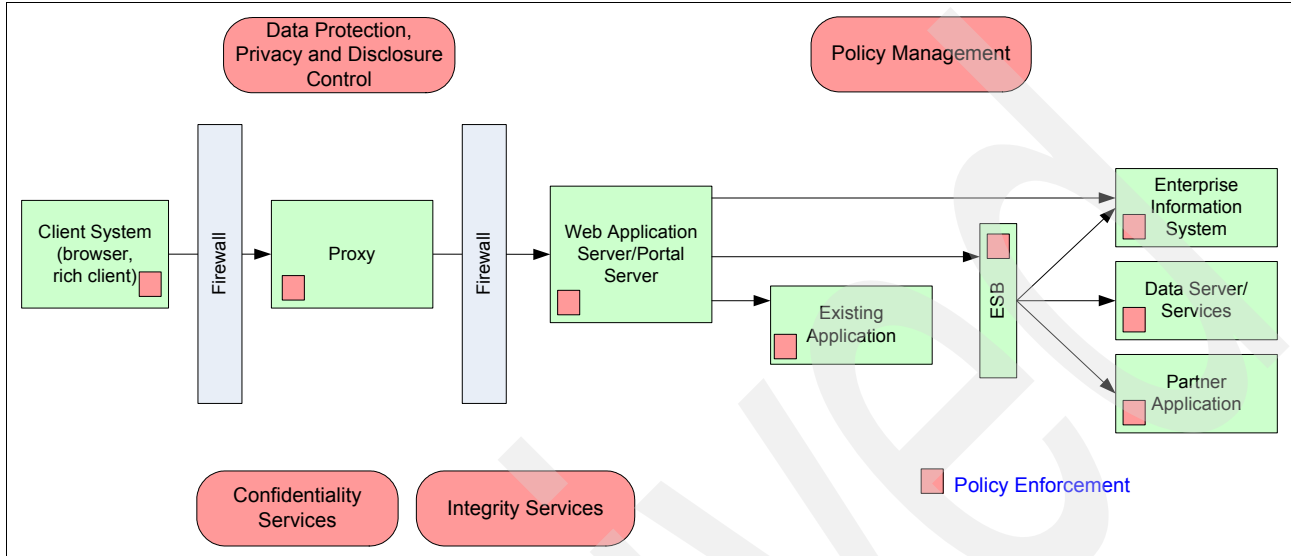 Data Protection,
Privacy and Disclosure
Control
Policy Management
Client System
(browser,
rich client)
Firewall
Proxy
Firewall
Web Application
Server/Portal
Server
Existing
Application
ESB
Enterprise
Information
System
Data Server/
Services
Partner
Application
Confidentiality
Services
Integrity Services
Policy Enforcement